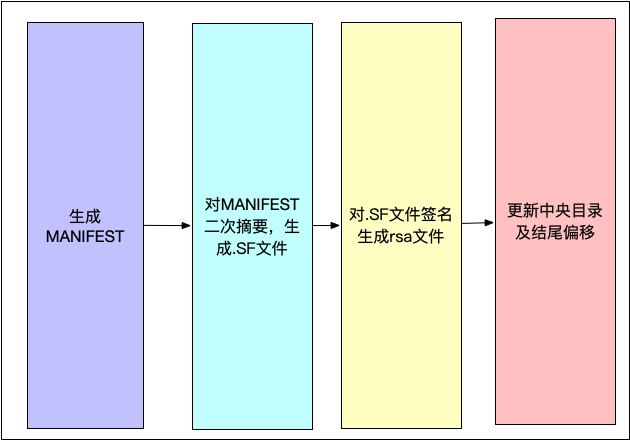 生成
MANIFEST
对MANIFEST
二次摘要，生
成.SF文件
对.SF文件签名
生成rsa文件
更新中央目录
及结尾偏移